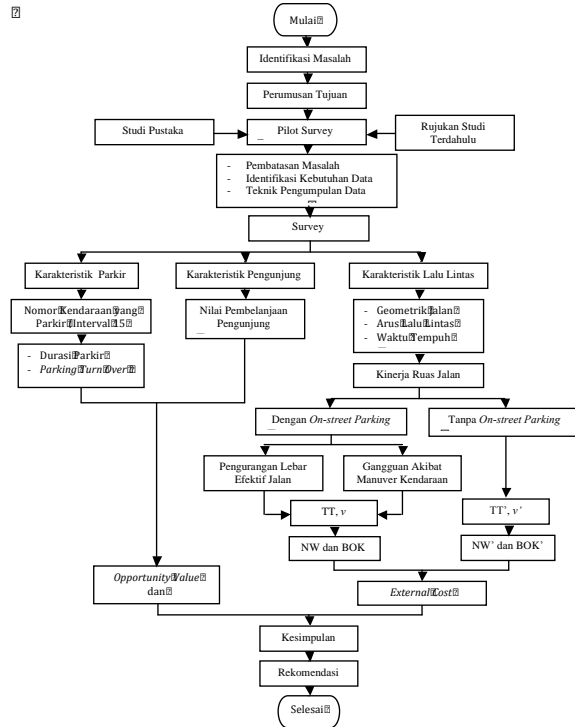 Mulai
Identifikasi Masalah
Perumusan Tujuan
Studi Pustaka
Pilot Survey
Rujukan Studi
Terdahulu
- Pembatasan Masalah
- Identifikasi Kebutuhan Data
- Teknik Pengumpulan Data
Survey
Karakteristik Parkir
Karakteristik Pengunjung
Karakteristik Lalu Lintas
Nomor Kendaraan yang
Parkir Interval 15
Nilai Pembelanjaan
Pengunjung
- Geometrik Jalan
- Arus Lalu Lintas
- Waktu Tempuh
- Durasi Parkir
- Parking Turn Over
Kinerja Ruas Jalan
Dengan On-street Parking
Tanpa On-street Parking
Pengurangan Lebar
Efektif Jalan
Gangguan Akibat
Manuver Kendaraan
TT, v
TT', v'
NW dan BOK
NW' dan BOK'
Opportunity Value
dan
External Cost
Kesimpulan
Rekomendasi
Selesai